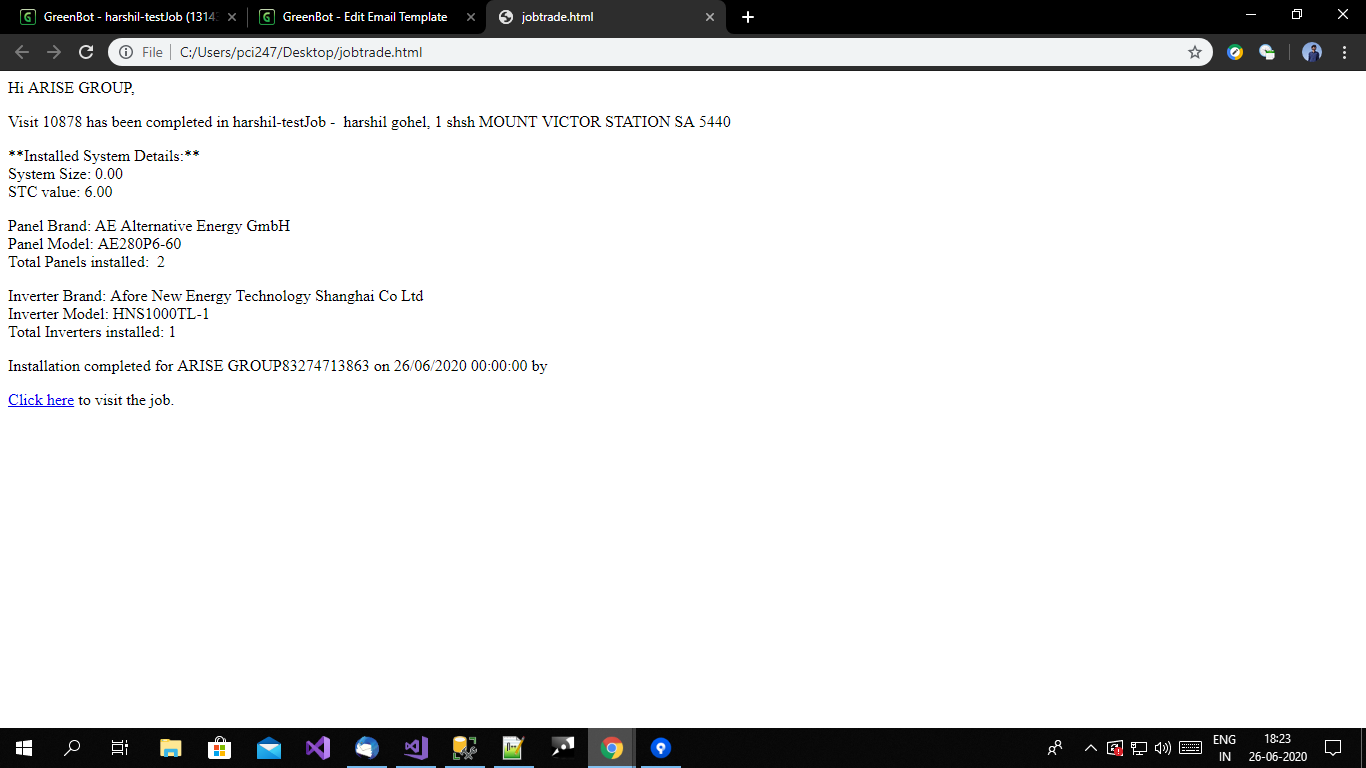 GreenBot - harshil-testJob (1314
GreenBot - Edit Email Template
jobtrade.html
File
C:/Users/pci247/Desktop/jobtrade.html
Hi ARISE GROUP,
Visit 10878 has been completed in harshil-testJob -  harshil gohel, 1 shsh MOUNT VICTOR STATION SA 5440
**Installed System Details:**
System Size: 0.00
STC value: 6.00
Panel Brand: AE Alternative Energy GmbH
Panel Model: AE280P6-60
Total Panels installed:  2
Inverter Brand: Afore New Energy Technology Shanghai Co Ltd
Inverter Model: HNS1000TL-1
Total Inverters installed: 1
Installation completed for ARISE GROUP83274713863 on 26/06/2020 00:00:00 by
Click here to visit the job.
ENG
IN
18:23
26-06-2020